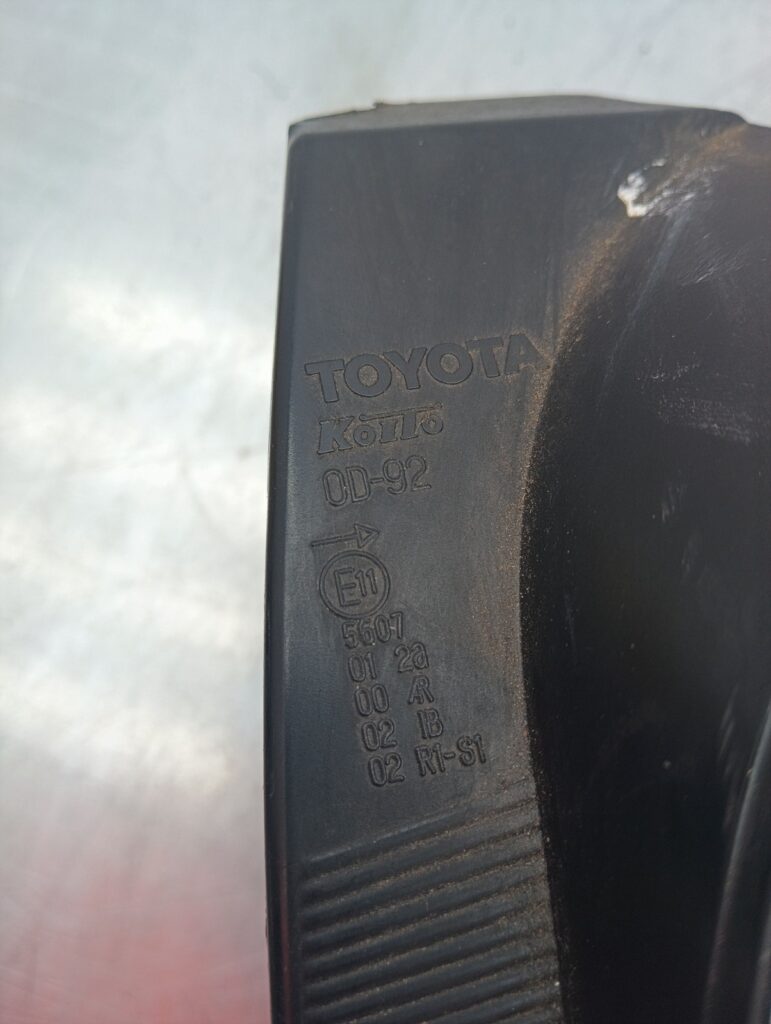 TOYOTA
KOITO
0D-92
E11
5607
01 2a
00 AR
02 IB
02 R1-S1